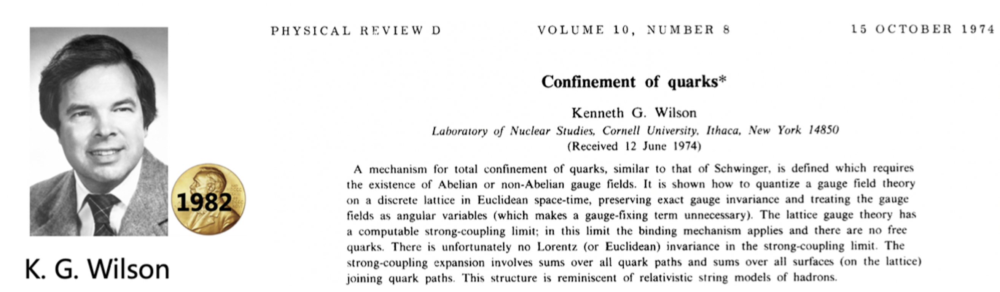 PHYSICAL REVIEW D VOLUME 10, NUMBER 8 15 OCTOBER 1974
Confinement of quarks*
Kenneth G. Wilson
Laboratory of Nuclear Studies, Cornell University, Ithaca, New York 14850
(Received 12 June 1974)
A mechanism for total confinement of quarks, similar to that of Schwinger, is defined which requires
the existence of Abelian or non-Abelian gauge fields. It is shown how to quantize a gauge field theory
on a discrete lattice in Euclidean space-time, preserving exact gauge invariance and treating the gauge
fields as angular variables (which makes a gauge-fixing term unnecessary). The lattice gauge theory has
a computable strong-coupling limit; in this limit the binding mechanism applies and there are no free
quarks. There is unfortunately no Lorentz (or Euclidean) invariance in the strong-coupling limit. The
strong-coupling expansion involves sums over all quark paths and sums over all surfaces (on the lattice)
joining quark paths. This structure is reminiscent of relativistic string models of hadrons.
1982
K. G. Wilson